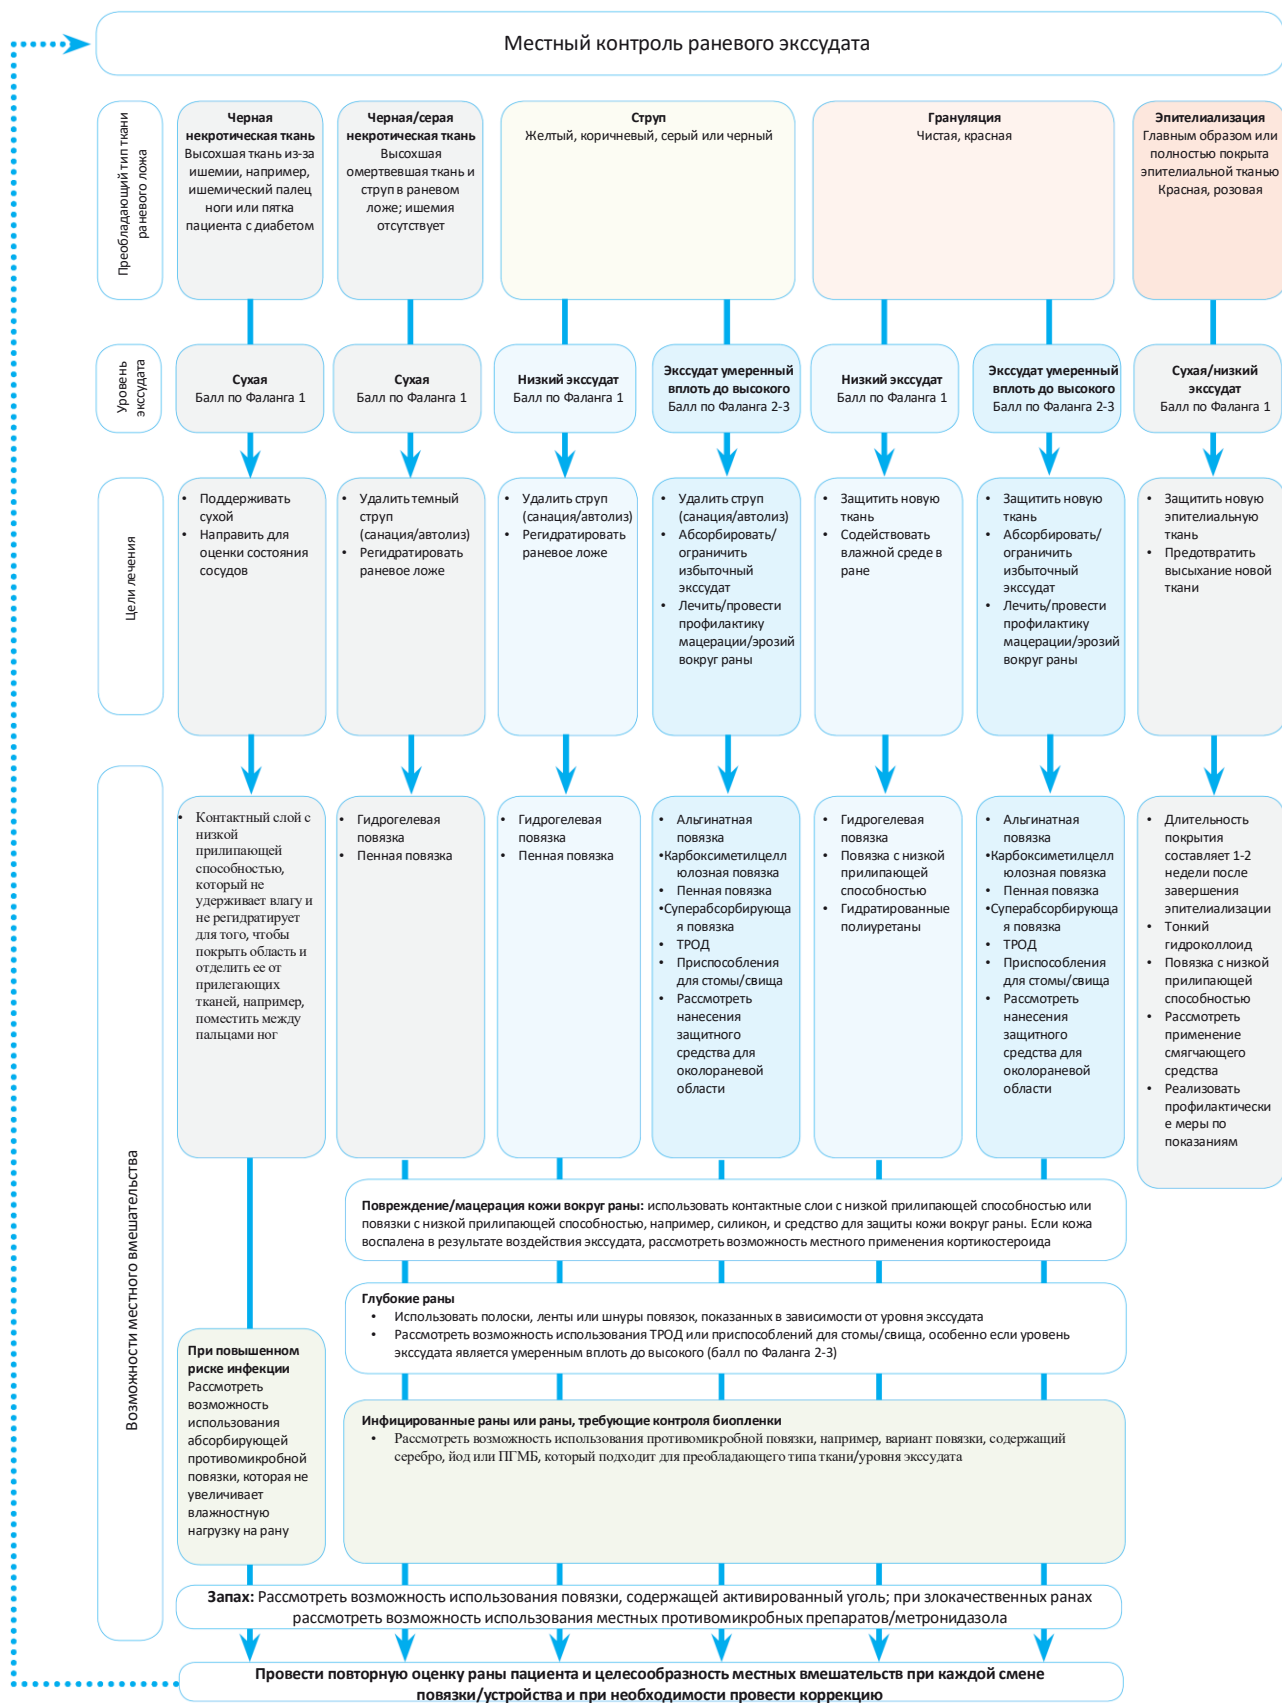 Местный контроль раневого экссудата
Преобладающий тип ткани
раневого ложа
Черная
некротическая ткань
Высохшая ткань из-за
ишемии, например,
ишемический палец
ноги или пятка
пациента с диабетом
Черная/серая
некротическая ткань
Высохшая
омертвевшая ткань и
струп в раневом
ложе; ишемия
отсутствует
Струп
Желтый, коричневый, серый или черный
Грануляция
Чистая, красная
Эпителиализация
Главным образом или
полностью покрыта
эпителиальной тканью
Красная, розовая
Уровень
экссудата
Сухая
Балл по Фаланга 1
Сухая
Балл по Фаланга 1
Низкий экссудат
Балл по Фаланга 1
Экссудат умеренный
вплоть до высокого
Балл по Фаланга 2-3
Низкий экссудат
Балл по Фаланга 1
Экссудат умеренный
вплоть до высокого
Балл по Фаланга 2-3
Сухая/низкий
экссудат
Балл по Фаланга 1
Цели лечения
• Поддерживать
сухой
• Направить для
оценки состояния
сосудов
• Удалить темный
струп
(санация/автолиз)
• Регидратировать
раневое ложе
• Удалить струп
(санация/автолиз)
• Регидратировать
раневое ложе
• Удалить струп
(санация/автолиз)
• Абсорбировать/
ограничить
избыточный
экссудат
• Лечить/провести
профилактику
мацерации/эрозий
вокруг раны
• Защитить новую
ткань
• Содействовать
влажной среде в
ране
• Защитить новую
ткань
• Абсорбировать/
ограничить
избыточный
экссудат
• Лечить/провести
профилактику
мацерации/эрозий
вокруг раны
• Защитить новую
эпителиальную
ткань
• Предотвратить
высыхание новой
ткани
Возможности местного вмешательства
• Контактный слой с
низкой
прилипающей
способностью,
который не
удерживает влагу и
не регидратирует
для того, чтобы
покрыть область и
отделить ее от
прилегающих
тканей, например,
поместить между
пальцами ног
• Гидрогелевая
повязка
• Пенная повязка
• Гидрогелевая
повязка
• Пенная повязка
• Альгинатная
повязка
•Карбоксиметилцелл
юлозная повязка
• Пенная повязка
•Суперабсорбирующа
я повязка
• ТРОД
• Приспособления
для стомы/свища
• Рассмотреть
нанесения
защитного
средства для
околораневой
области
• Гидрогелевая
повязка
• Повязка с низкой
прилипающей
способностью
• Гидратированные
полиуретаны
• Альгинатная
повязка
•Карбоксиметилцелл
юлозная повязка
• Пенная повязка
•Суперабсорбирующа
я повязка
• ТРОД
• Приспособления
для стомы/свища
• Рассмотреть
нанесения
защитного
средства для
околораневой
области
• Длительность
покрытия
составляет 1-2
недели после
завершения
эпителиализации
• Тонкий
гидроколлоид
• Повязка с низкой
прилипающей
способностью
• Рассмотреть
применение
смягчающего
средства
• Реализовать
профилактически
е меры по
показаниям
Повреждение/мацерация кожи вокруг раны: использовать контактные слои с низкой прилипающей способностью или
повязки с низкой прилипающей способностью, например, силикон, и средство для защиты кожи вокруг раны. Если кожа
воспалена в результате воздействия экссудата, рассмотреть возможность местного применения кортикостероида
Глубокие раны
• Использовать полоски, ленты или шнуры повязок, показанных в зависимости от уровня экссудата
• Рассмотреть возможность использования ТРОД или приспособлений для стомы/свища, особенно если уровень
экссудата является умеренным вплоть до высокого (балл по Фаланга 2-3)
При повышенном
риске инфекции
Рассмотреть
возможность
использования
абсорбирующей
противомикробной
повязки, которая не
увеличивает
влажностную
нагрузку на рану
Инфицированные раны или раны, требующие контроля биопленки
• Рассмотреть возможность использования противомикробной повязки, например, вариант повязки, содержащий
серебро, йод или ПГМБ, который подходит для преобладающего типа ткани/уровня экссудата
Запах: Рассмотреть возможность использования повязки, содержащей активированный уголь; при злокачественных ранах
рассмотреть возможность использования местных противомикробных препаратов/метронидазола
Провести повторную оценку раны пациента и целесообразность местных вмешательств при каждой смене
повязки/устройства и при необходимости провести коррекцию